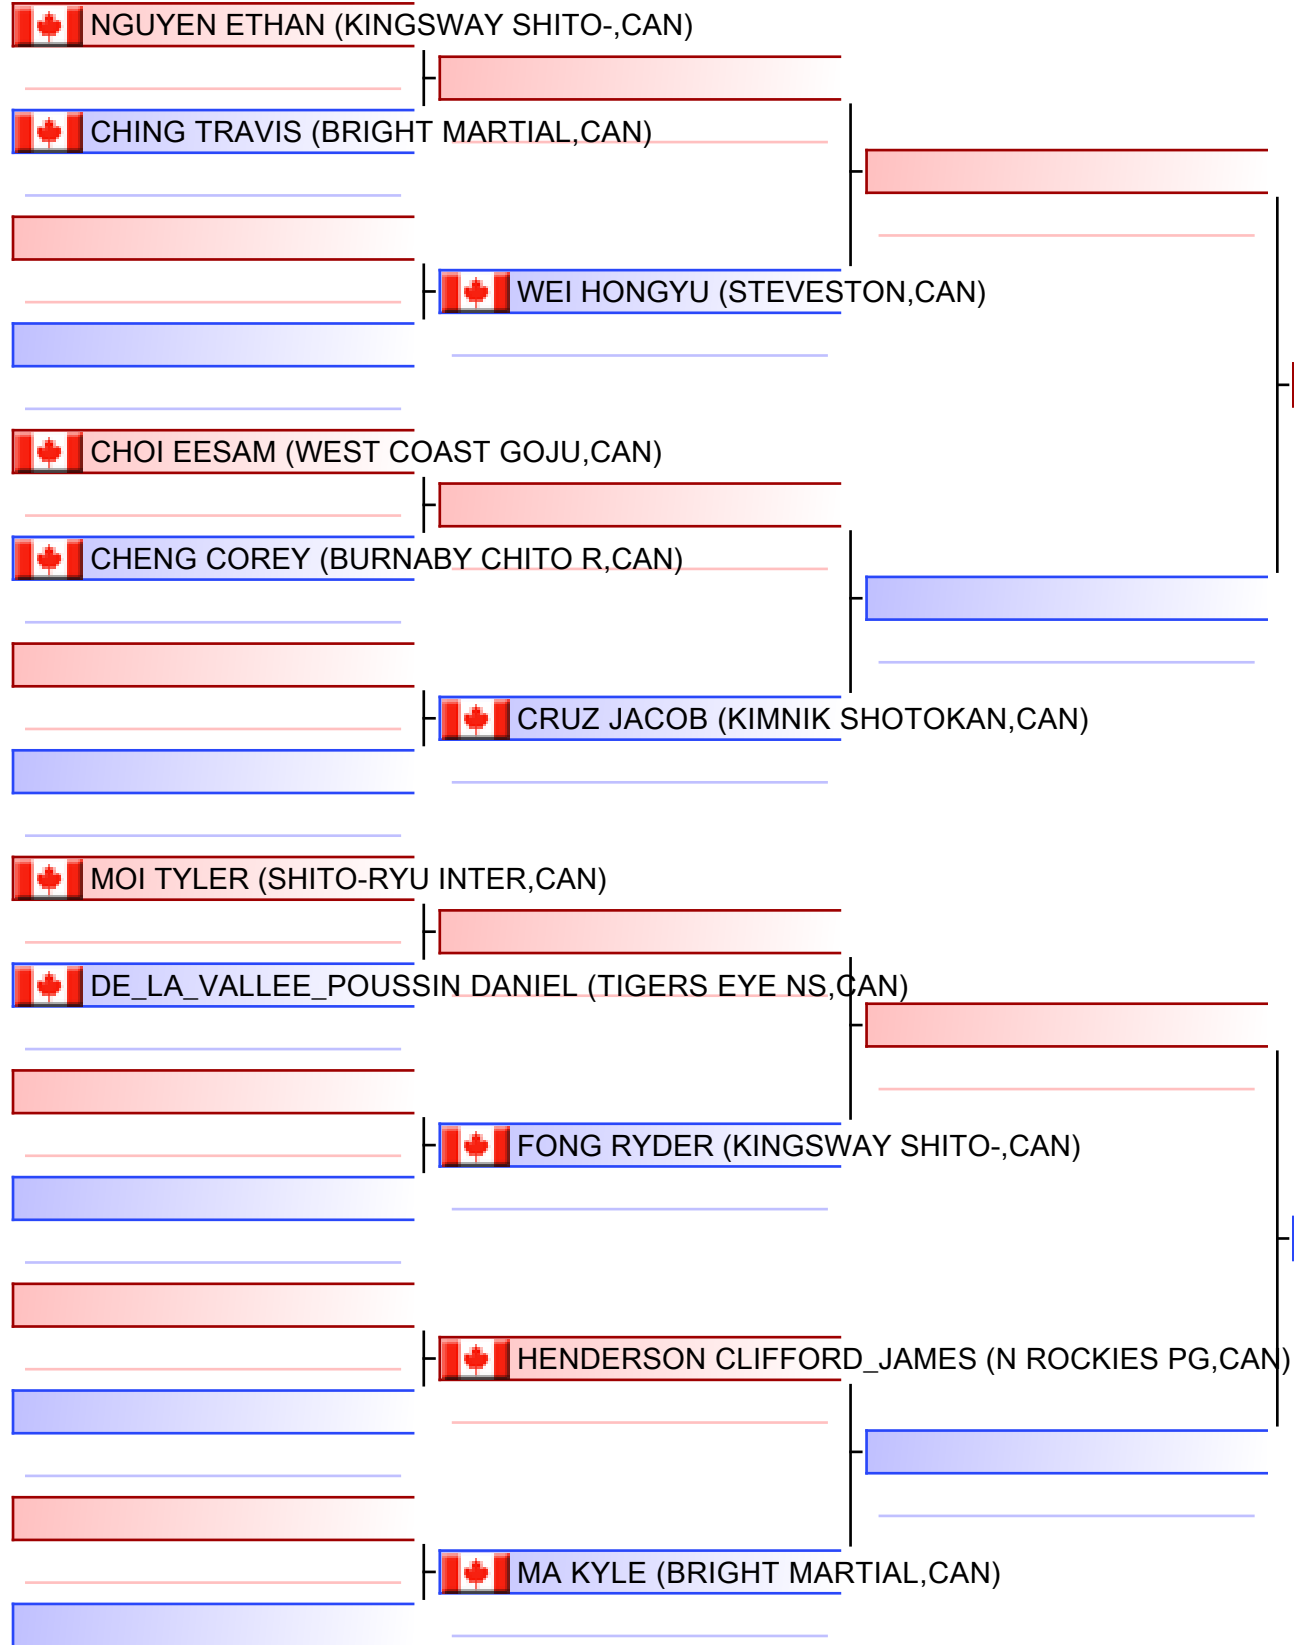 NGUYEN ETHAN (KINGSWAY SHITO-,CAN)
CHING TRAVIS (BRIGHT MARTIAL,CAN)
WEI HONGYU (STEVESTON,CAN)
CHOI EESAM (WEST COAST GOJU,CAN)
CHENG COREY (BURNABY CHITO R,CAN)
CRUZ JACOB (KIMNIK SHOTOKAN,CAN)
MOI TYLER (SHITO-RYU INTER,CAN)
DE_LA_VALLEE_POUSSIN DANIEL (TIGERS EYE NS,CAN)
FONG RYDER (KINGSWAY SHITO-,CAN)
HENDERSON CLIFFORD_JAMES (N ROCKIES PG,CAN)
MA KYLE (BRIGHT MARTIAL,CAN)